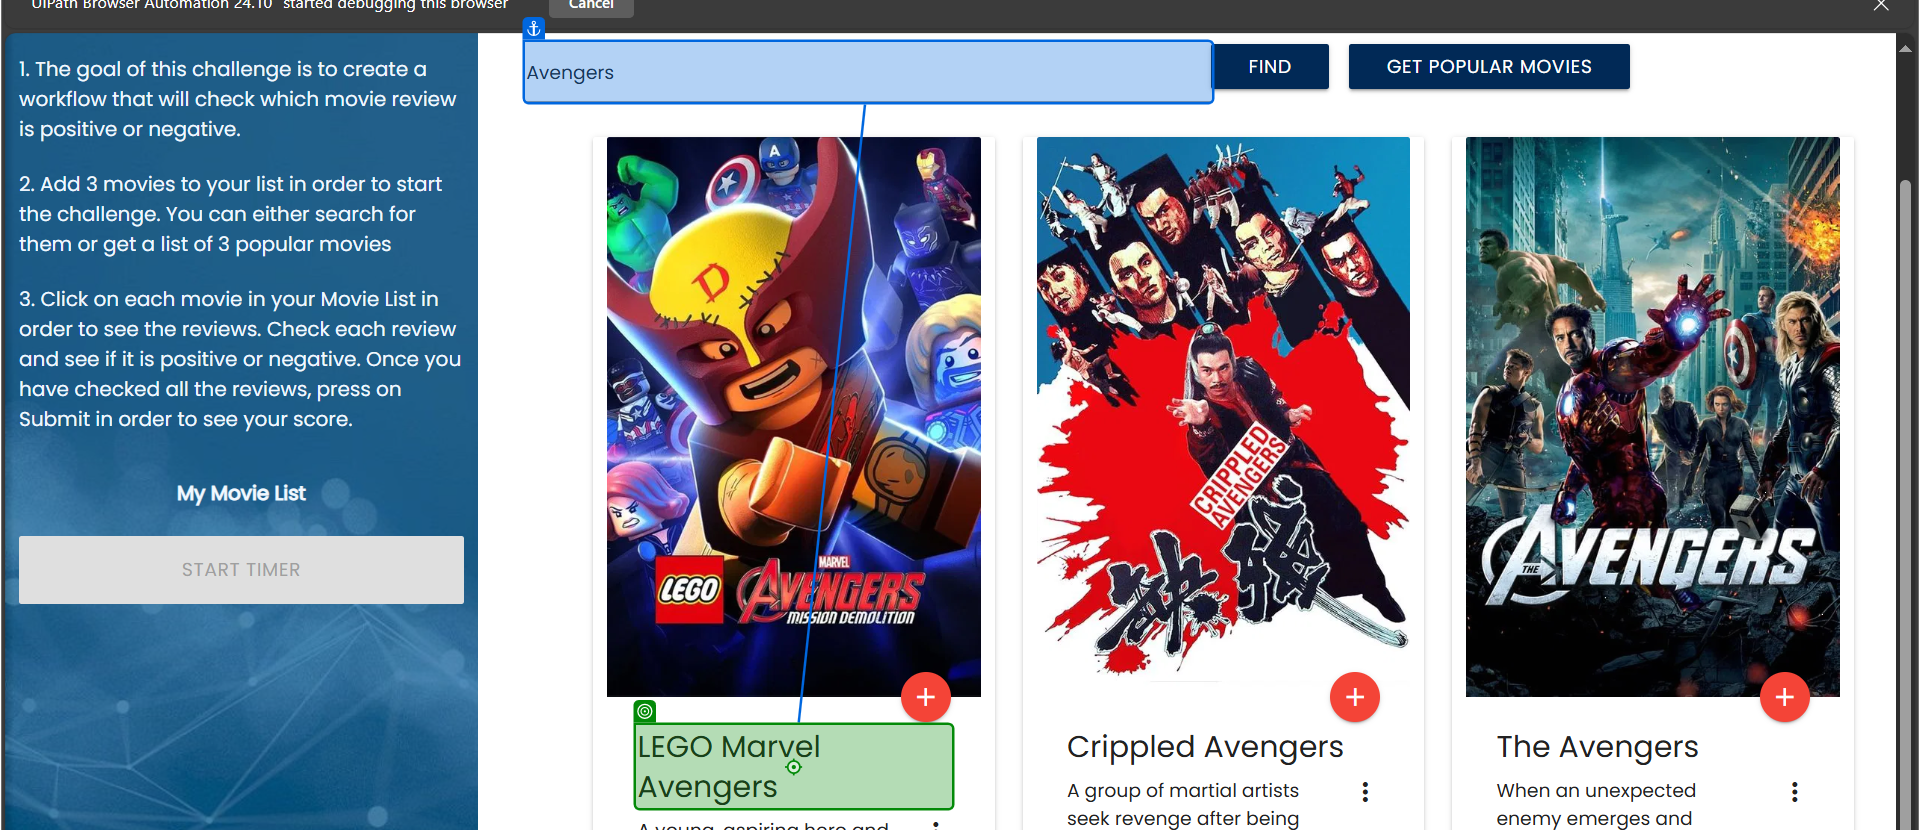 UiPath Browser Automation 24.10" started debugging this browser
Cancel
1. The goal of this challenge is to create a
workflow that will check which movie review
is positive or negative.
2. Add 3 movies to your list in order to start
the challenge. You can either search for
them or get a list of 3 popular movies
3. Click on each movie in your Movie List in
order to see the reviews. Check each review
and see if it is positive or negative. Once you
have checked all the reviews, press on
Submit in order to see your score.
My Movie List
START TIMER
Avengers
FIND
GET POPULAR MOVIES
A
D
LEGO
MARVEL
AVENGERS
MISSION DEMOLITION
LEGO Marvel
Avengers
A young, aspiring hero and
CRIPPLED
AVENGERS
Crippled Avengers
A group of martial artists
seek revenge after being
THE AVENGERS
The Avengers
When an unexpected
enemy emerges and